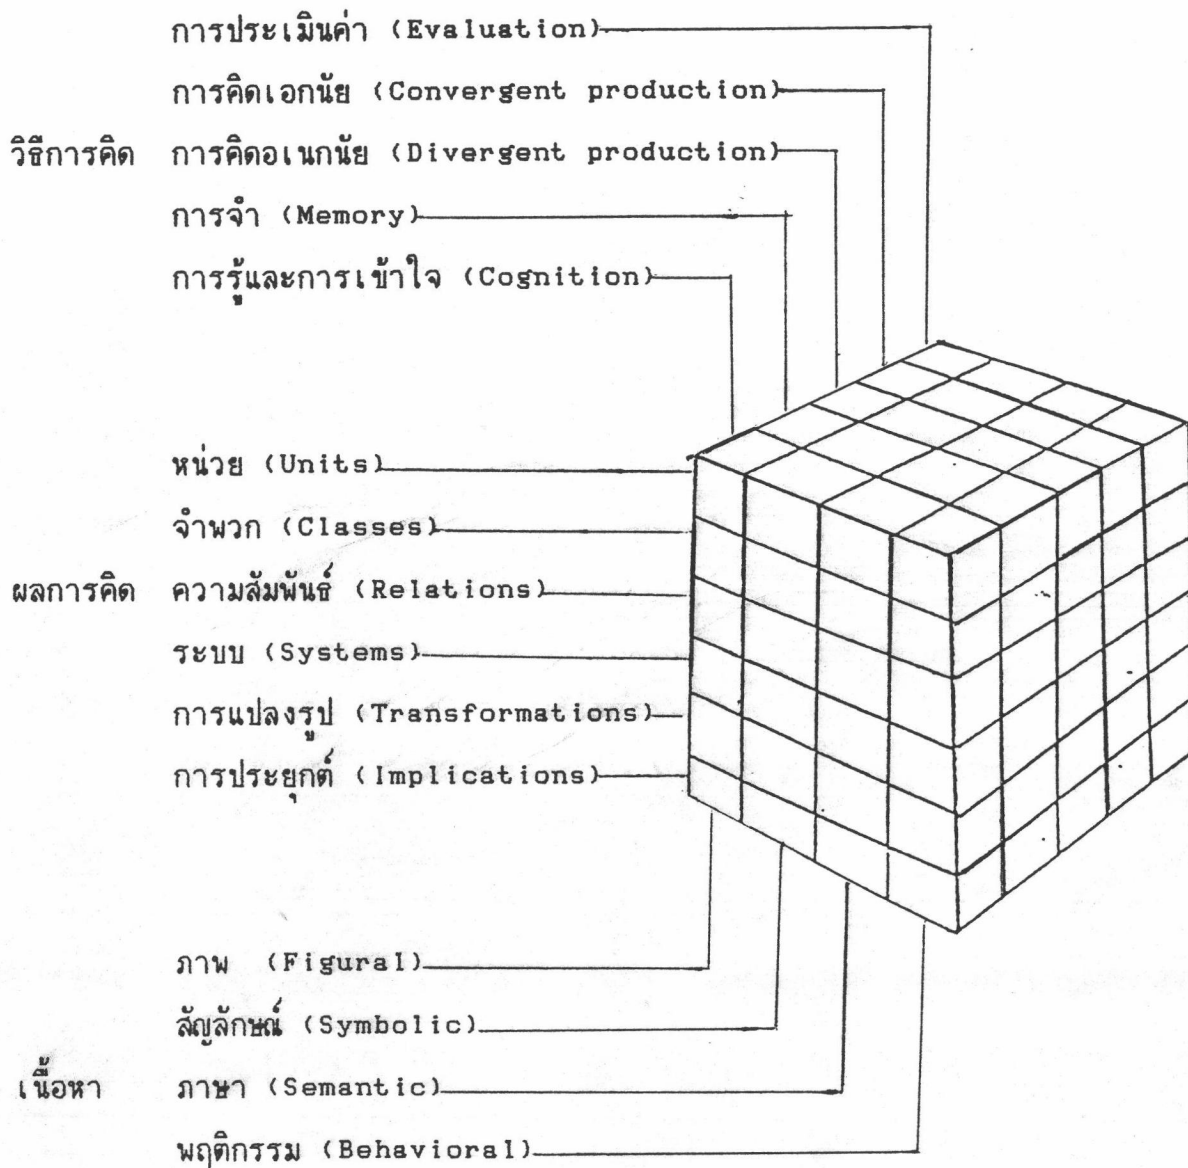 การประเมินค่า (Evaluation)
การคิดเอกนัย (Convergent production)
วิธีการคิด การคิดอเนกนัย (Divergent production)
การจำ (Memory)
การรู้และการเข้าใจ (Cognition)
หน่วย (Units)
จำพวก (Classes)
ผลการคิด ความสัมพันธ์ (Relations)
ระบบ (Systems)
การแปลงรูป (Transformations)
การประยุกต์ (Implications)
ภาพ (Figural)
สัญลักษณ์ (Symbolic)
เนื้อหา ภาษา (Semantic)
พฤติกรรม (Behavioral)